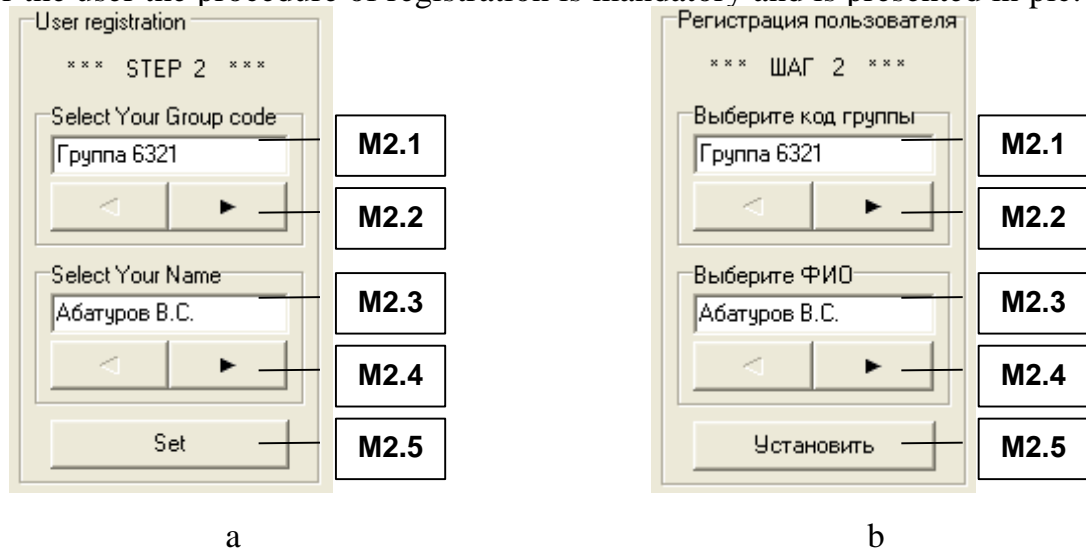 the user the procedure of registration is mandatory and is presented in pic.
User registration
*** STEP 2 ***
Select Your Group code
Группа 6321
M2.1
M2.2
Select Your Name
Абатуров В.С.
M2.3
M2.4
Set
M2.5
a
Регистрация пользователя
*** ШАГ 2 ***
Выберите код группы
Группа 6321
M2.1
M2.2
Выберите ФИО
Абатуров В.С.
M2.3
M2.4
Установить
M2.5
b